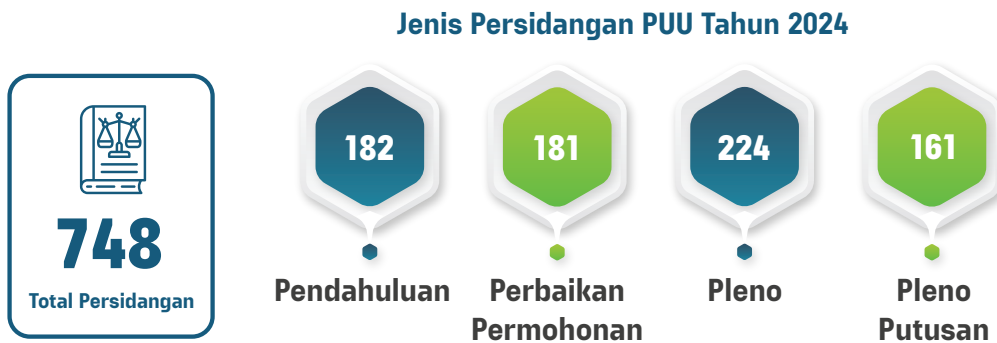 Jenis Persidangan PUU Tahun 2024
748
Total Persidangan
182
Pendahuluan
181
Perbaikan
Permohonan
224
Pleno
161
Pleno
Putusan